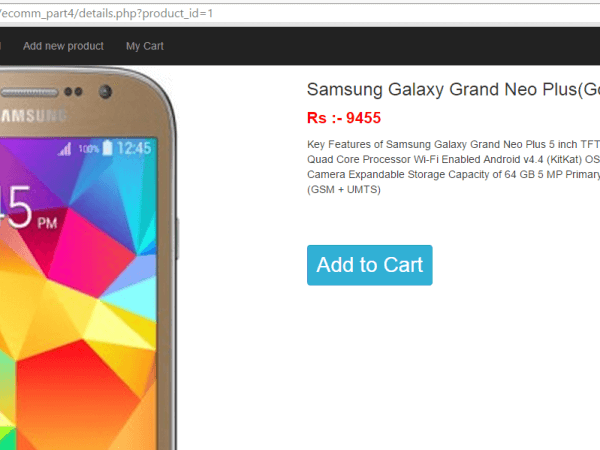 /ecomm_part4/details.php?product_id=1
Add new product My Cart
SAMSUNG
100% 12:45
45 PM
Samsung Galaxy Grand Neo Plus(Go
Rs :- 9455
Key Features of Samsung Galaxy Grand Neo Plus 5 inch TFT
Quad Core Processor Wi-Fi Enabled Android v4.4 (KitKat) OS
Camera Expandable Storage Capacity of 64 GB 5 MP Primary
(GSM + UMTS)
Add to Cart